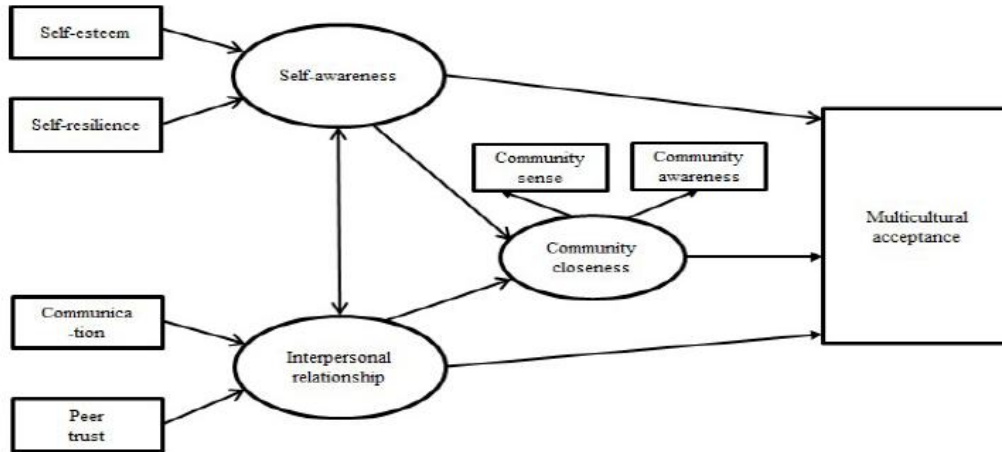 Self-esteem
Self-awareness
Self-resilience
Community
sense
Community
awareness
Multicultural
acceptance
Community
closeness
Communica
-tion
Interpersonal
relationship
Peer
trust